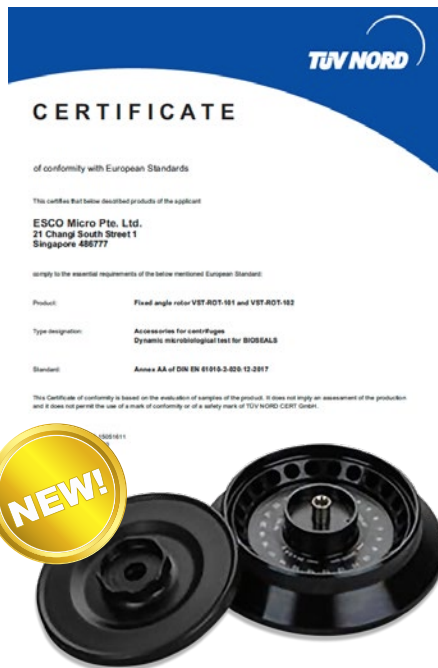 TÜV NORD
CERTIFICATE
of conformity with European Standards
This certifies that below described products of the applicant
ESCO Micro Pte. Ltd.
21 Changi South Street 1
Singapore 486777
comply to the essential requirements of the below mentioned European Standard:
Product: Fixed angle rotor VST-ROT-101 and VST-ROT-102
Type designation: Accessories for centrifuges
Dynamic microbiological test for BIOSEALS
Standard: Annex AA of DIN EN 61010-2-020:12-2017
This Certificate of conformity is based on the evaluation of samples of the product. It does not imply an assessment of the production
and it does not permit the use of a mark of conformity or of a safety mark of TÜV NORD CERT GmbH.
NEW!